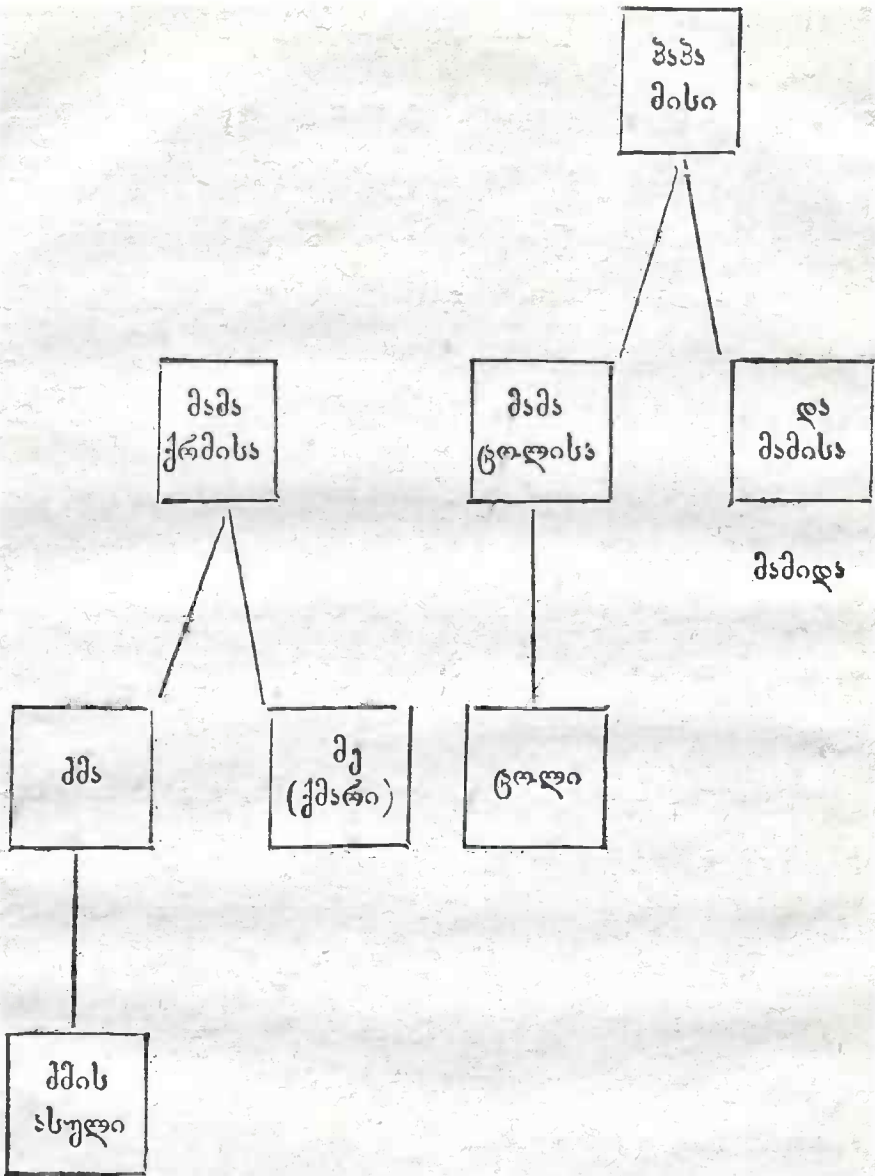 პაპა
მისი
მამა
ქრმისა
მამა
ცოლისა
და
მამისა
მამიდა
ძმა
მე
(ქმარი)
ცოლი
ძმის
ასული